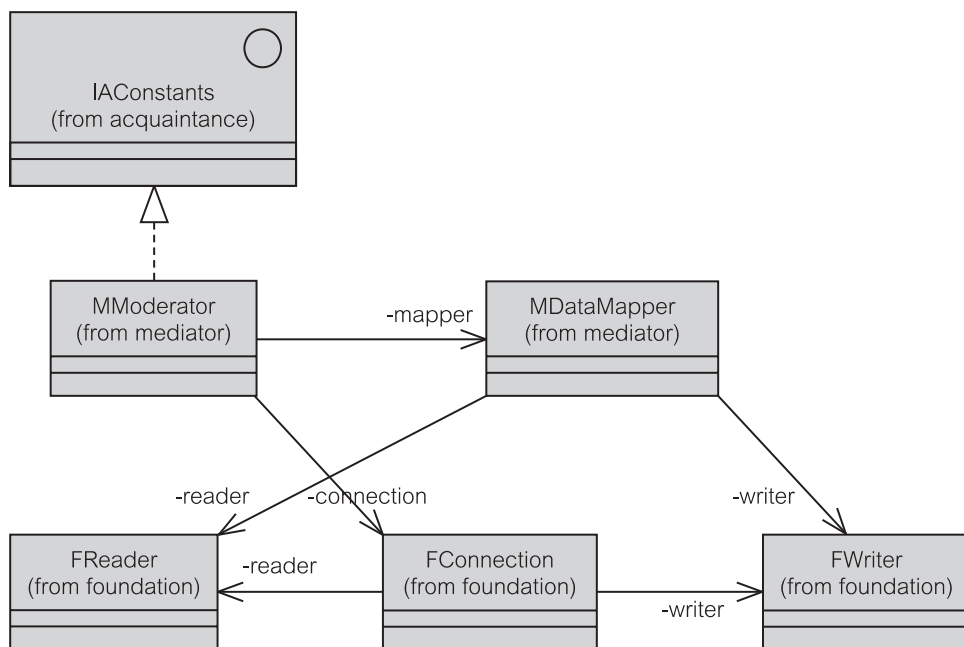 IAConstants
(from acquaintance)
MModerator
(from mediator)
-mapper
MDataMapper
(from mediator)
-reader
-connection
-writer
FReader
(from foundation)
-reader
FConnection
(from foundation)
-writer
FWriter
(from foundation)